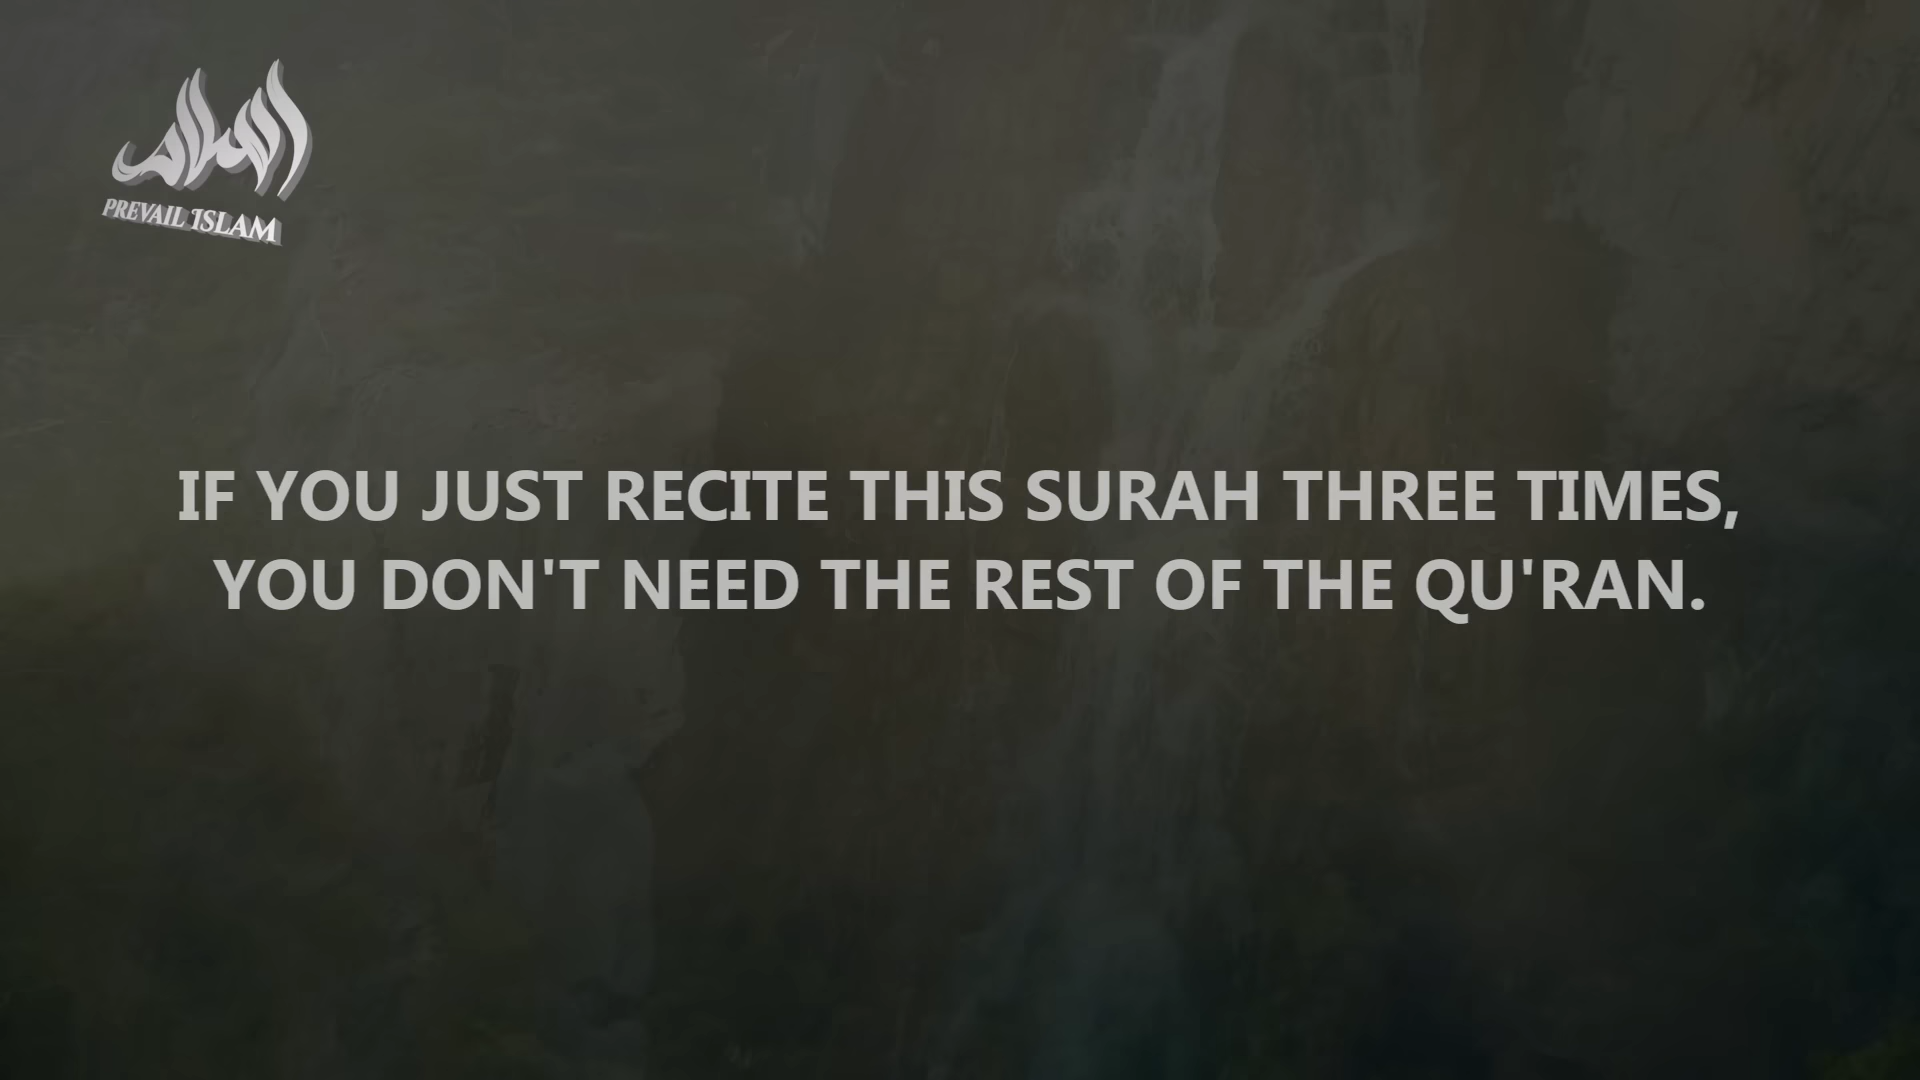 PREVAIL ISLAM
IF YOU JUST RECITE THIS SURAH THREE TIMES,
YOU DON'T NEED THE REST OF THE QU'RAN.